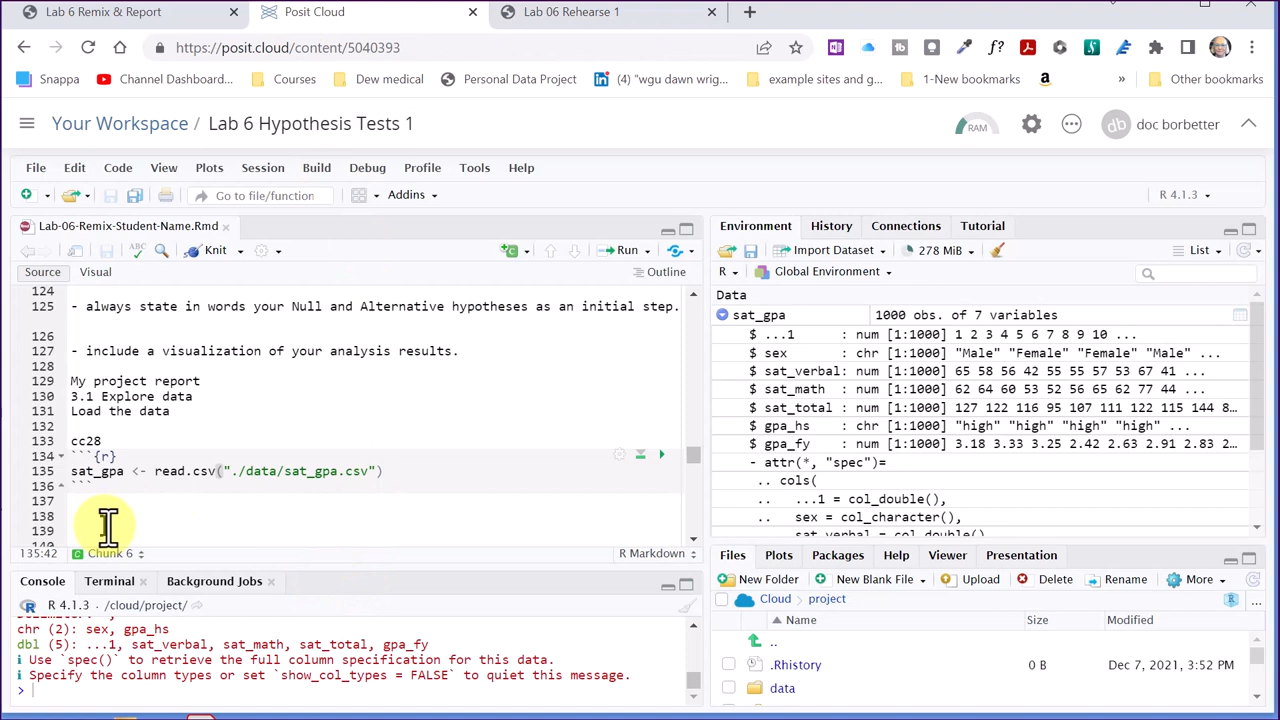 Lab 6 Remix & Report
Posit Cloud
Lab 06 Rehearse 1
https://posit.cloud/content/5040393
f?
Snappa
Channel Dashboard...
Courses
Dew medical
Personal Data Project
(4) "wgu dawn wrig...
example sites and g...
1-New bookmarks
»
Other bookmarks
Your Workspace
Lab 6 Hypothesis Tests 1
RAM
db
doc borbetter
File Edit Code View Plots Session Build Debug Profile Tools Help
Go to file/function
Addins
R 4.1.3
Lab-06-Remix-Student-Name.Rmd
ABC
Knit
Run
Source
Visual
Outline
124
125 - always state in words your Null and Alternative hypotheses as an initial step.
126
127 - include a visualization of your analysis results.
128
129 My project report
130 3.1 Explore data
131 Load the data
132
133 cc28
134 ```{r}
135 sat_gpa <- read.csv("./data/sat_gpa.csv")
136 ```
137
138
139
140
135:42
C Chunk 6
R Markdown
Console
Terminal
Background Jobs
R 4.1.3 · /cloud/project/
chr (2): sex, gpa_hs
dbl (5): ...1, sat_verbal, sat_math, sat_total, gpa_fy
i Use `spec()` to retrieve the full column specification for this data.
i Specify the column types or set `show_col_types = FALSE` to quiet this message.
>
Environment
History
Connections
Tutorial
Import Dataset
278 MiB
List
R
Global Environment
Data
sat_gpa 1000 obs. of 7 variables
$ ...1 : num [1:1000] 1 2 3 4 5 6 7 8 9 10 ...
$ sex : chr [1:1000] "Male" "Female" "Female" "Male" ...
$ sat_verbal: num [1:1000] 65 58 56 42 55 55 57 53 67 41 ...
$ sat_math : num [1:1000] 62 64 60 53 52 56 65 62 77 44 ...
$ sat_total : num [1:1000] 127 122 116 95 107 111 122 115 144 8…
$ gpa_hs : chr [1:1000] "high" "high" "high" "high" ...
$ gpa_fy : num [1:1000] 3.18 3.33 3.25 2.42 2.63 2.91 2.83 2…
- attr(*, "spec")=
.. cols(
.. ...1 = col_double(),
.. sex = col_character(),
.. sat_verbal = col_double(),
Files
Plots
Packages
Help
Viewer
Presentation
New Folder
New Blank File
Upload
Delete
Rename
More
Cloud
project
R
...
Name
Size
Modified
..
.Rhistory
0 B
Dec 7, 2021, 3:52 PM
data